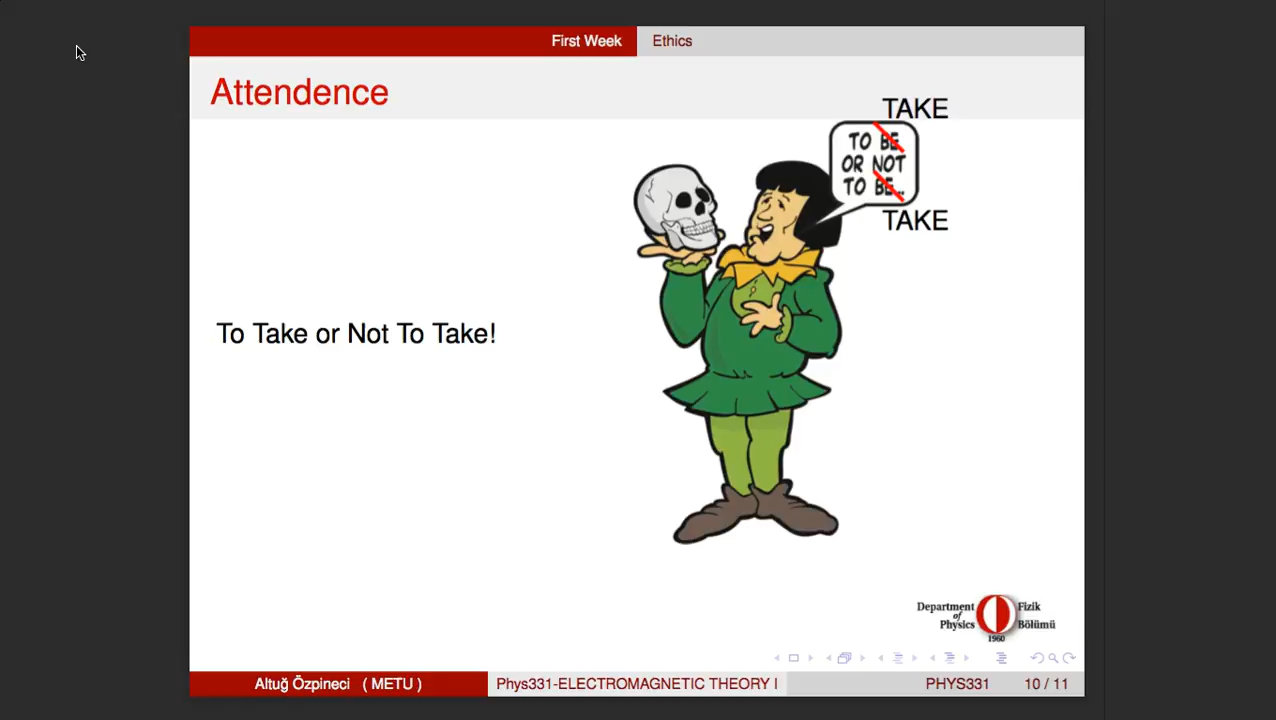 First Week
Ethics
Attendence
TAKE
TO BE
OR NOT
TO BE...
TAKE
To Take or Not To Take!
Department
of
Physics
Fizik
Bölümü
1960
Altuğ Özpineci ( METU )
Phys331-ELECTROMAGNETIC THEORY I
PHYS331
10 / 11